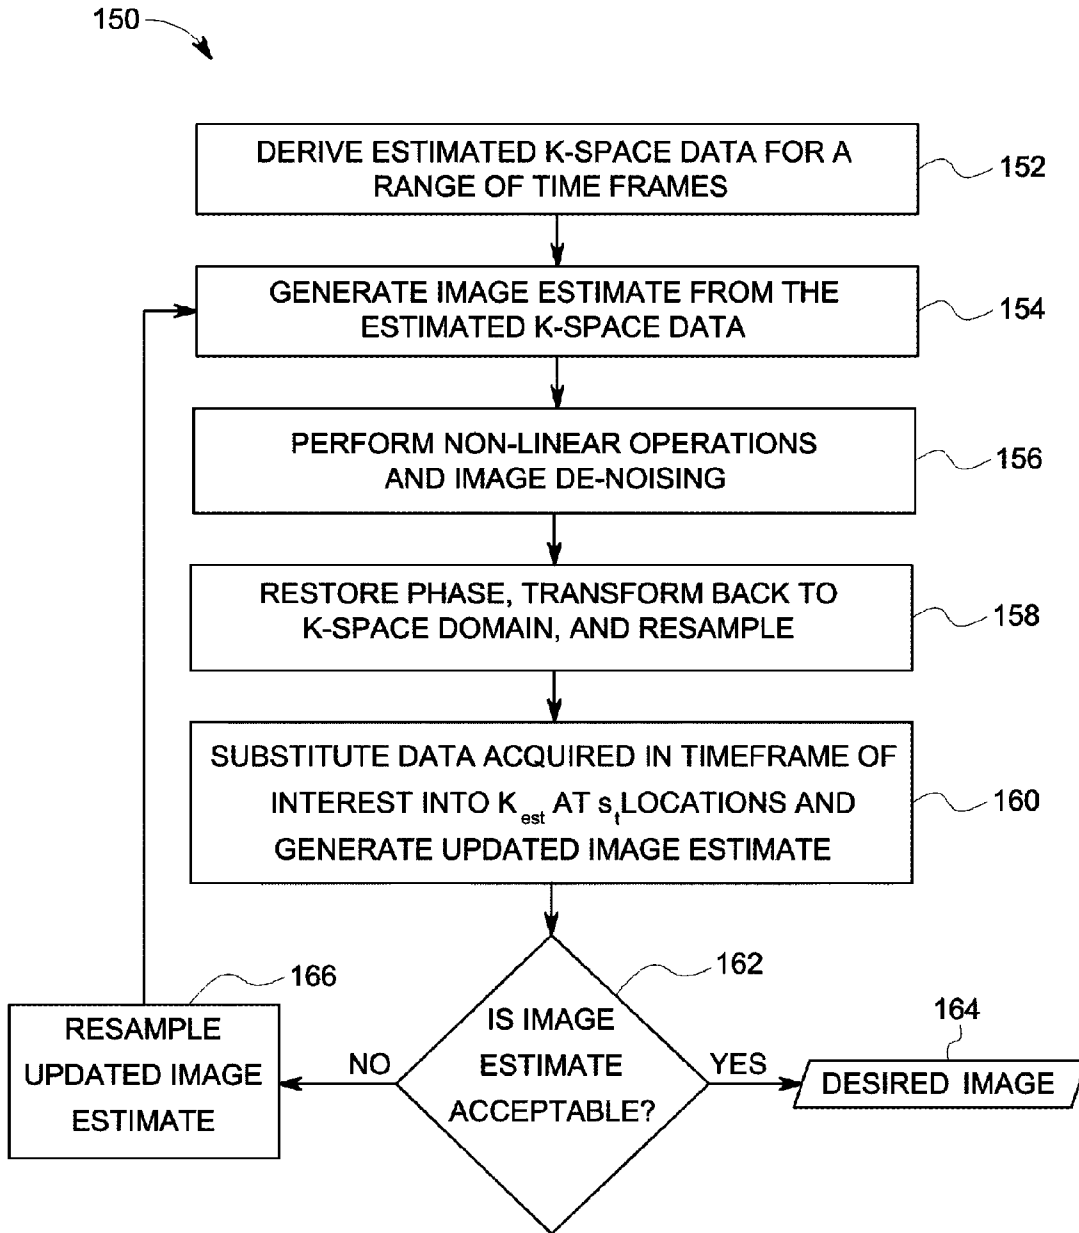 150
DERIVE ESTIMATED K-SPACE DATA FOR A
RANGE OF TIME FRAMES
152
GENERATE IMAGE ESTIMATE FROM THE
ESTIMATED K-SPACE DATA
154
PERFORM NON-LINEAR OPERATIONS
AND IMAGE DE-NOISING
156
RESTORE PHASE, TRANSFORM BACK TO
K-SPACE DOMAIN, AND RESAMPLE
158
SUBSTITUTE DATA ACQUIRED IN TIMEFRAME OF
INTEREST INTO K_est AT s_t LOCATIONS AND
GENERATE UPDATED IMAGE ESTIMATE
160
IS IMAGE
ESTIMATE
ACCEPTABLE?
162
YES
DESIRED IMAGE
164
NO
RESAMPLE
UPDATED IMAGE
ESTIMATE
166